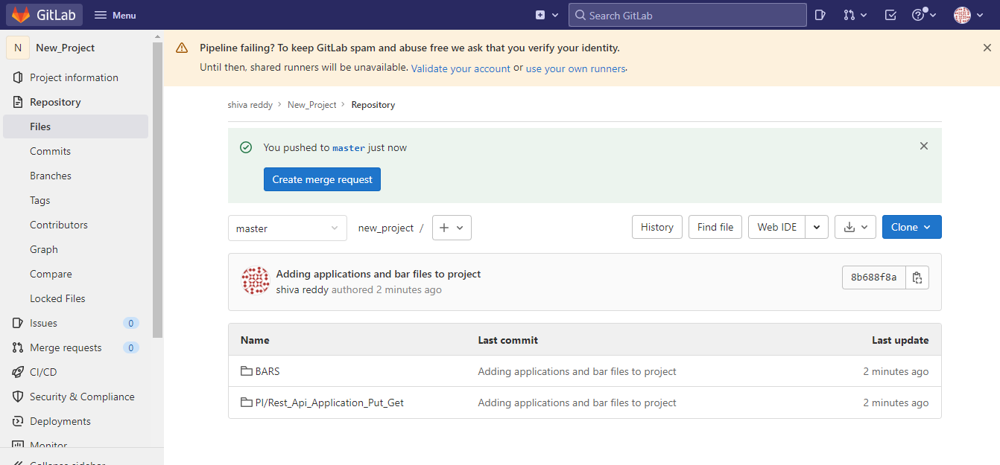 GitLab
Menu
Search GitLab
N New_Project
Project information
Repository
Files
Commits
Branches
Tags
Contributors
Graph
Compare
Locked Files
Issues 0
Merge requests 0
CI/CD
Security & Compliance
Deployments
Monitor
Collapse sidebar
Pipeline failing? To keep GitLab spam and abuse free we ask that you verify your identity.
Until then, shared runners will be unavailable. Validate your account or use your own runners.
shiva reddy > New_Project > Repository
You pushed to master just now
Create merge request
master
new_project /
History
Find file
Web IDE
Clone
Adding applications and bar files to project
shiva reddy authored 2 minutes ago
8b688f8a
Name Last commit Last update
BARS Adding applications and bar files to project 2 minutes ago
PI/Rest_Api_Application_Put_Get Adding applications and bar files to project 2 minutes ago